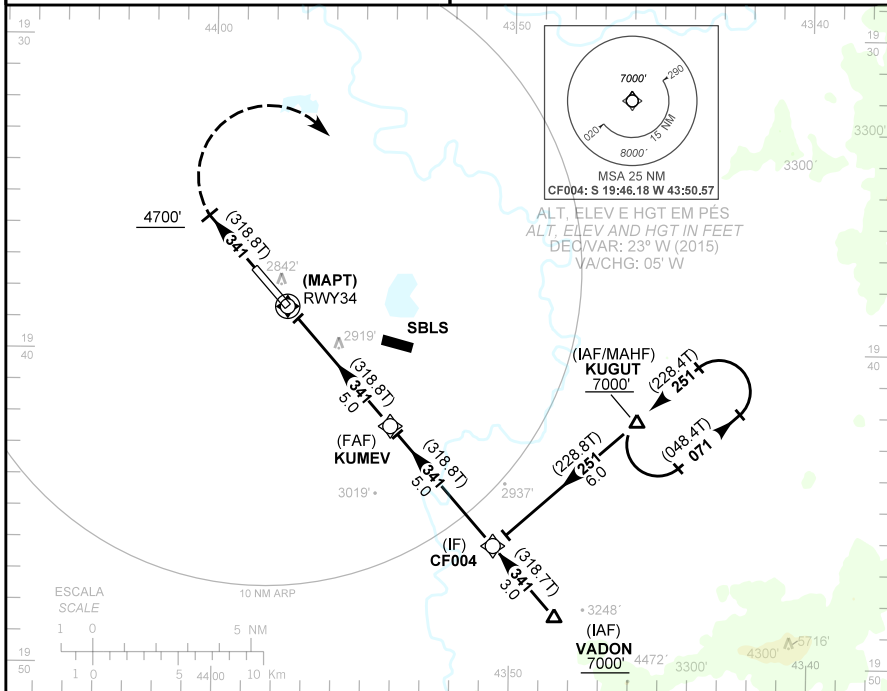 44 00
43 50
43 40
19
30
19
30
7000'
290
020
15 NM
8000'
MSA 25 NM
CF004: S 19:46.18 W 43:50.57
3300'
3300'
ALT, ELEV E HGT EM PÉS
ALT, ELEV AND HGT IN FEET
DEC/VAR: 23º W (2015)
VA/CHG: 05' W
4700'
(318.8T)
341
2842'
(MAPT)
RWY34
2919'
SBLS
19
40
19
40
(318.8T)
341
5.0
(IAF/MAHF)
KUGUT
7000'
(228.4T)
251
(048.4T)
071
(FAF)
KUMEV
(318.8T)
341
5.0
(228.8T)
251
6.0
3019'
2937'
(IF)
CF004
(318.7T)
341
3.0
ESCALA
SCALE
10 NM ARP
1 0 5 NM
1 0 5 10 Km
44 00
3248'
(IAF)
VADON
7000'
4472'
3300'
4300'
5716'
43 50
43 40
19
50
19
50